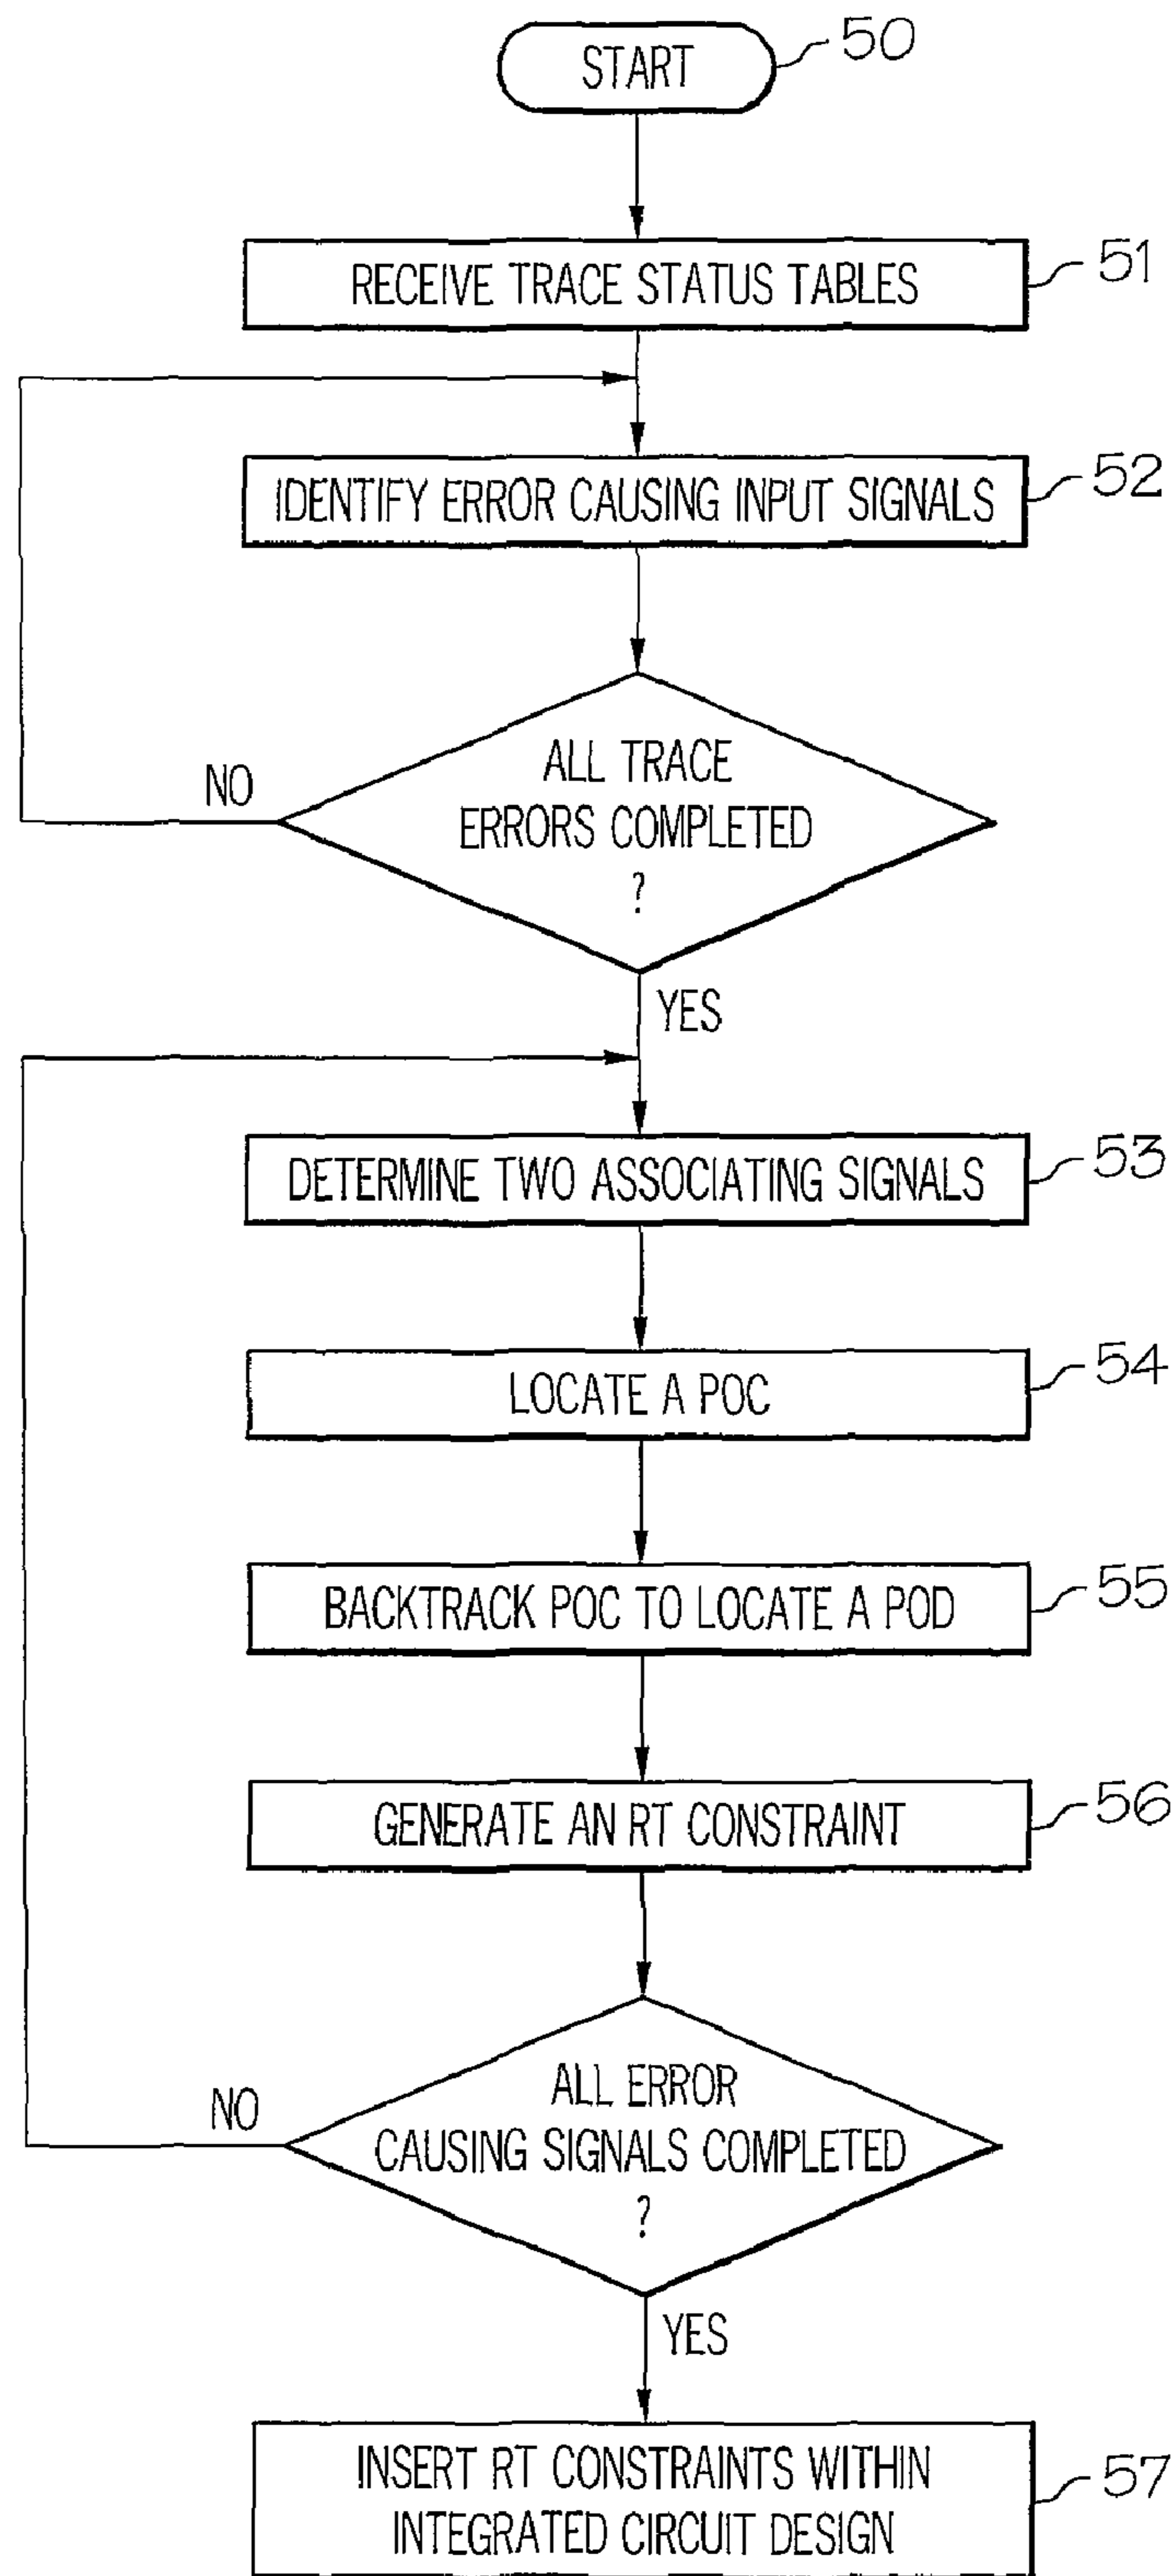 START
50
RECEIVE TRACE STATUS TABLES
51
IDENTIFY ERROR CAUSING INPUT SIGNALS
52
ALL TRACE
ERRORS COMPLETED
?
NO
YES
DETERMINE TWO ASSOCIATING SIGNALS
53
LOCATE A POC
54
BACKTRACK POC TO LOCATE A POD
55
GENERATE AN RT CONSTRAINT
56
ALL ERROR
CAUSING SIGNALS COMPLETED
?
NO
YES
INSERT RT CONSTRAINTS WITHIN
INTEGRATED CIRCUIT DESIGN
57